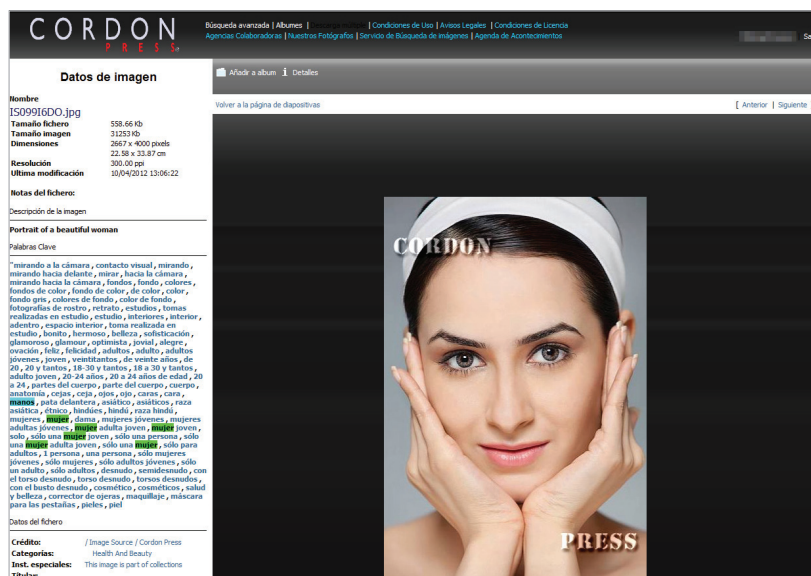 CORDON
PRESS
Búsqueda avanzada | Albumes |
| Condiciones de Uso | Avisos Legales | Condiciones de Licencia
Agencias Colaboradoras | Nuestros Fotógrafos | Servicio de Búsqueda de imágenes | Agenda de Acontecimientos
Datos de imagen
Añadir a album i Detalles
Nombre
IS099I6DO.jpg
Volver a la página de diapositivas
[ Anterior | Siguiente
Tamaño fichero 558.66 Kb
Tamaño imagen 31253 Kb
Dimensiones 2667 x 4000 pixels
22.58 x 33.87 cm
Resolución 300.00 ppi
Ultima modificación 10/04/2012 13:06:22
Notas del fichero:
Descripción de la imagen
Portrait of a beautiful woman
Palabras Clave
"mirando a la cámara , contacto visual , mirando ,
mirando hacia delante , mirar , hacia la cámara ,
mirando hacia la cámara , fondos , fondo , colores ,
fondos de color , fondo de color , de color , color ,
fondo gris , colores de fondo , color de fondo ,
fotografías de rostro , retrato , estudios , tomas
realizadas en estudio , estudio , interiores , interior ,
adentro , espacio interior , toma realizada en
estudio , bonito , hermoso , belleza , sofisticación ,
glamoroso , glamour , optimista , jovial , alegre ,
ovación , feliz , felicidad , adultos , adulto , adultos
jóvenes , joven , veintitantos , de veinte años , de
20 , 20 y tantos , 18-30 y tantos , 18 a 30 y tantos ,
adulto joven , 20-24 años , 20 a 24 años de edad , 20
a 24 , partes del cuerpo , parte del cuerpo , cuerpo ,
anatomía , cejas , ceja , ojos , ojo , caras , cara ,
manos , pata delantera , asiático , asiáticos , raza
asiática , étnico , hindúes , hindú , raza hindú ,
mujeres , mujer , dama , mujeres jóvenes , mujeres
adultas jóvenes , mujer adulta joven , mujer joven ,
solo , sólo una mujer joven , sólo una persona , sólo
una mujer adulta joven , sólo una mujer , sólo para
adultos , 1 persona , una persona , sólo mujeres
jóvenes , sólo mujeres , sólo adultos jóvenes , sólo
un adulto , sólo adultos , desnudo , semidesnudo , con
el torso desnudo , torso desnudo , torsos desnudos ,
con el busto desnudo , cosmético , cosméticos , salud
y belleza , corrector de ojeras , maquillaje , máscara
para las pestañas , pieles , piel
Datos del fichero
Crédito: / Image Source / Cordon Press
Categorías: Health And Beauty
Inst. especiales: This image is part of collections
CORDON
PRESS